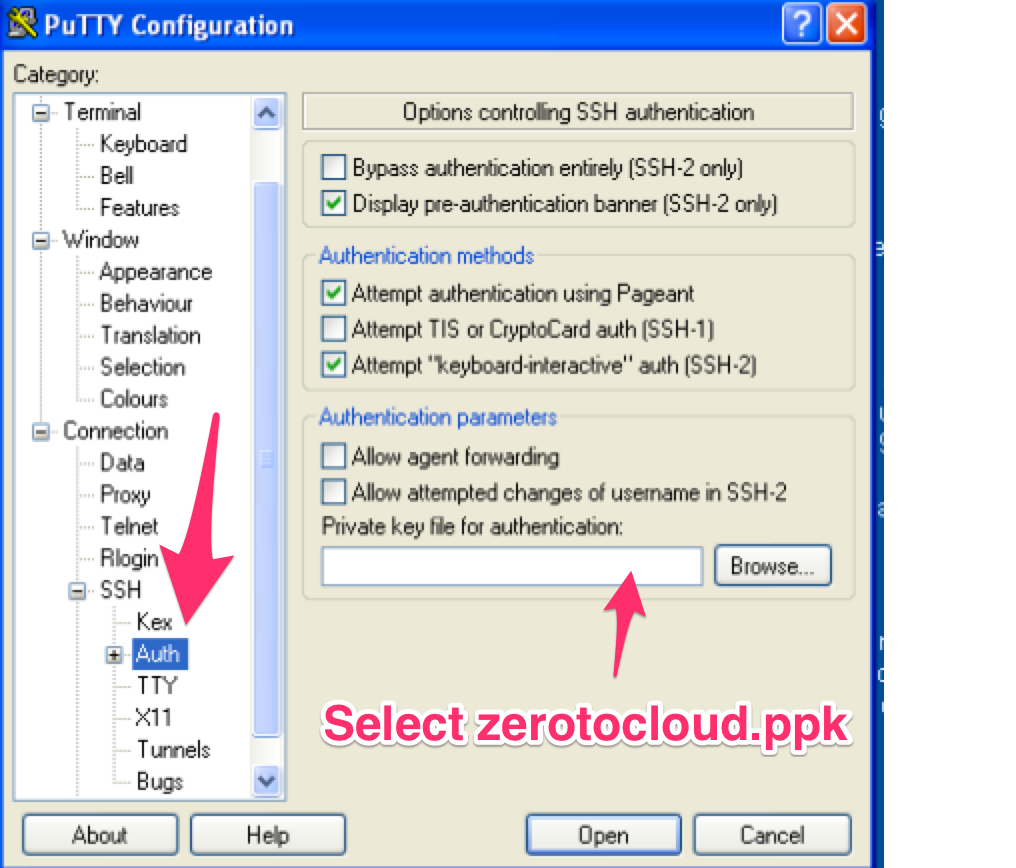 PuTTY Configuration
Category:
Terminal
Keyboard
Bell
Features
Window
Appearance
Behaviour
Translation
Selection
Colours
Connection
Data
Proxy
Telnet
Rlogin
SSH
Kex
Auth
TTY
X11
Tunnels
Bugs
Options controlling SSH authentication
Bypass authentication entirely (SSH-2 only)
Display pre-authentication banner (SSH-2 only)
Authentication methods
Attempt authentication using Pageant
Attempt TIS or CryptoCard auth (SSH-1)
Attempt "keyboard-interactive" auth (SSH-2)
Authentication parameters
Allow agent forwarding
Allow attempted changes of username in SSH-2
Private key file for authentication:
Browse...
Select zerotocloud.ppk
About
Help
Open
Cancel